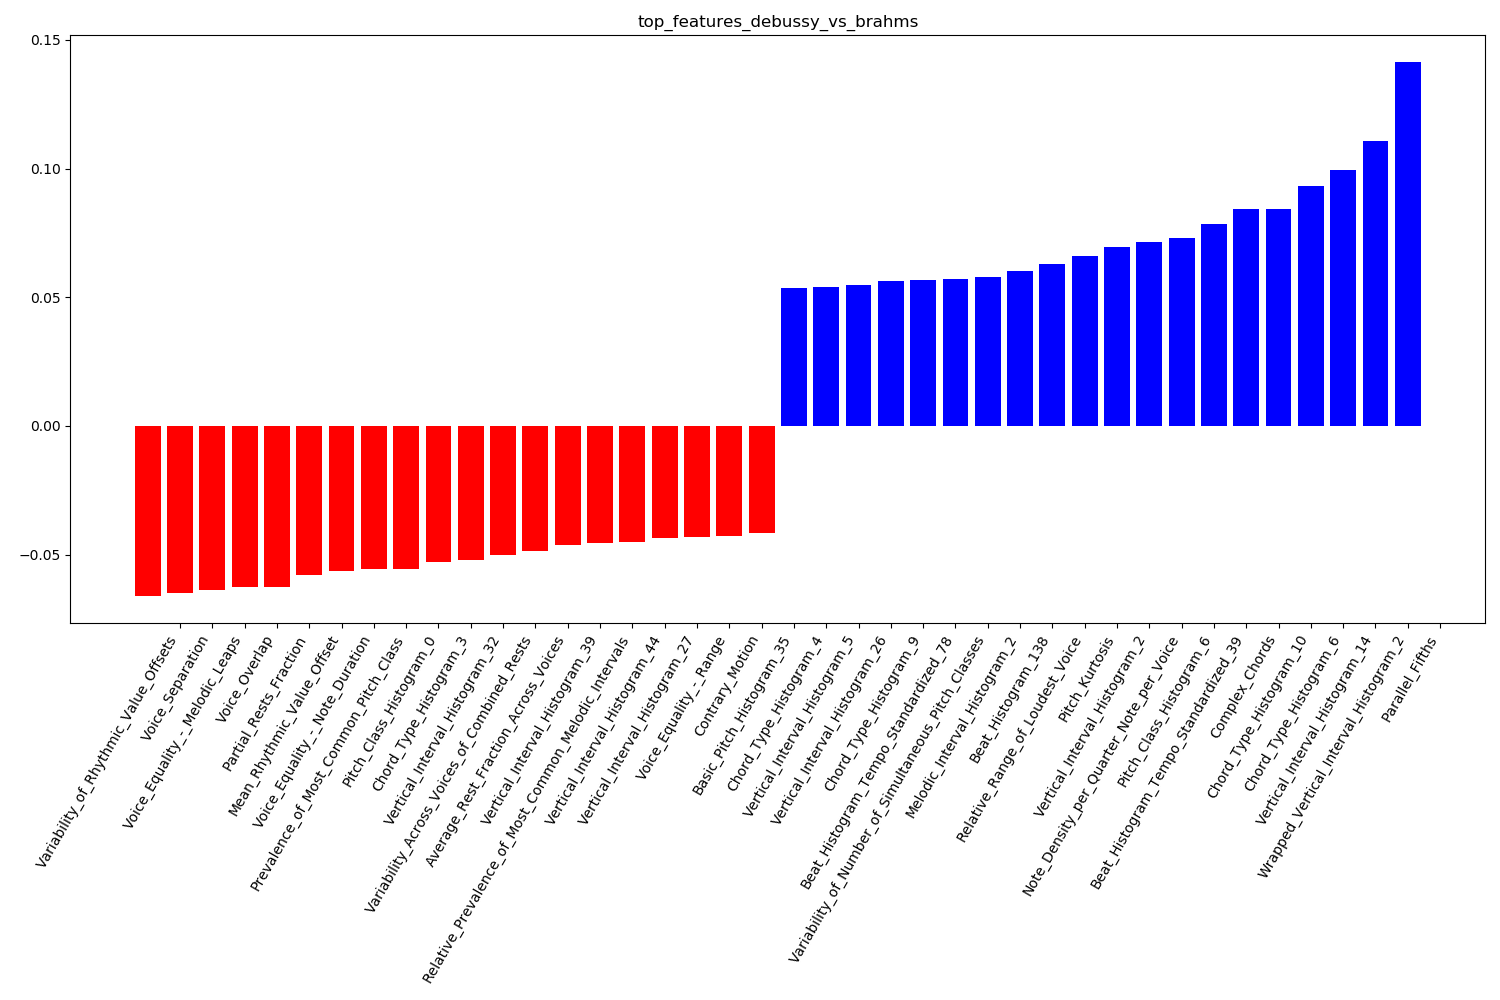 top_features_debussy_vs_brahms
0.15
0.10
0.05
0.00
−0.05
Variability_of_Rhythmic_Value_Offsets
Voice_Separation
Voice_Equality_-_Melodic_Leaps
Voice_Overlap
Partial_Rests_Fraction
Mean_Rhythmic_Value_Offset
Voice_Equality_-_Note_Duration
Prevalence_of_Most_Common_Pitch_Class
Pitch_Class_Histogram_0
Chord_Type_Histogram_3
Vertical_Interval_Histogram_32
Variability_Across_Voices_of_Combined_Rests
Average_Rest_Fraction_Across_Voices
Vertical_Interval_Histogram_39
Relative_Prevalence_of_Most_Common_Melodic_Intervals
Vertical_Interval_Histogram_44
Vertical_Interval_Histogram_27
Voice_Equality_-_Range
Contrary_Motion
Basic_Pitch_Histogram_35
Chord_Type_Histogram_4
Vertical_Interval_Histogram_5
Vertical_Interval_Histogram_26
Chord_Type_Histogram_9
Beat_Histogram_Tempo_Standardized_78
Variability_of_Number_of_Simultaneous_Pitch_Classes
Melodic_Interval_Histogram_2
Beat_Histogram_138
Relative_Range_of_Loudest_Voice
Pitch_Kurtosis
Vertical_Interval_Histogram_2
Note_Density_per_Quarter_Note_per_Voice
Pitch_Class_Histogram_6
Beat_Histogram_Tempo_Standardized_39
Complex_Chords
Chord_Type_Histogram_10
Chord_Type_Histogram_6
Vertical_Interval_Histogram_14
Wrapped_Vertical_Interval_Histogram_2
Parallel_Fifths